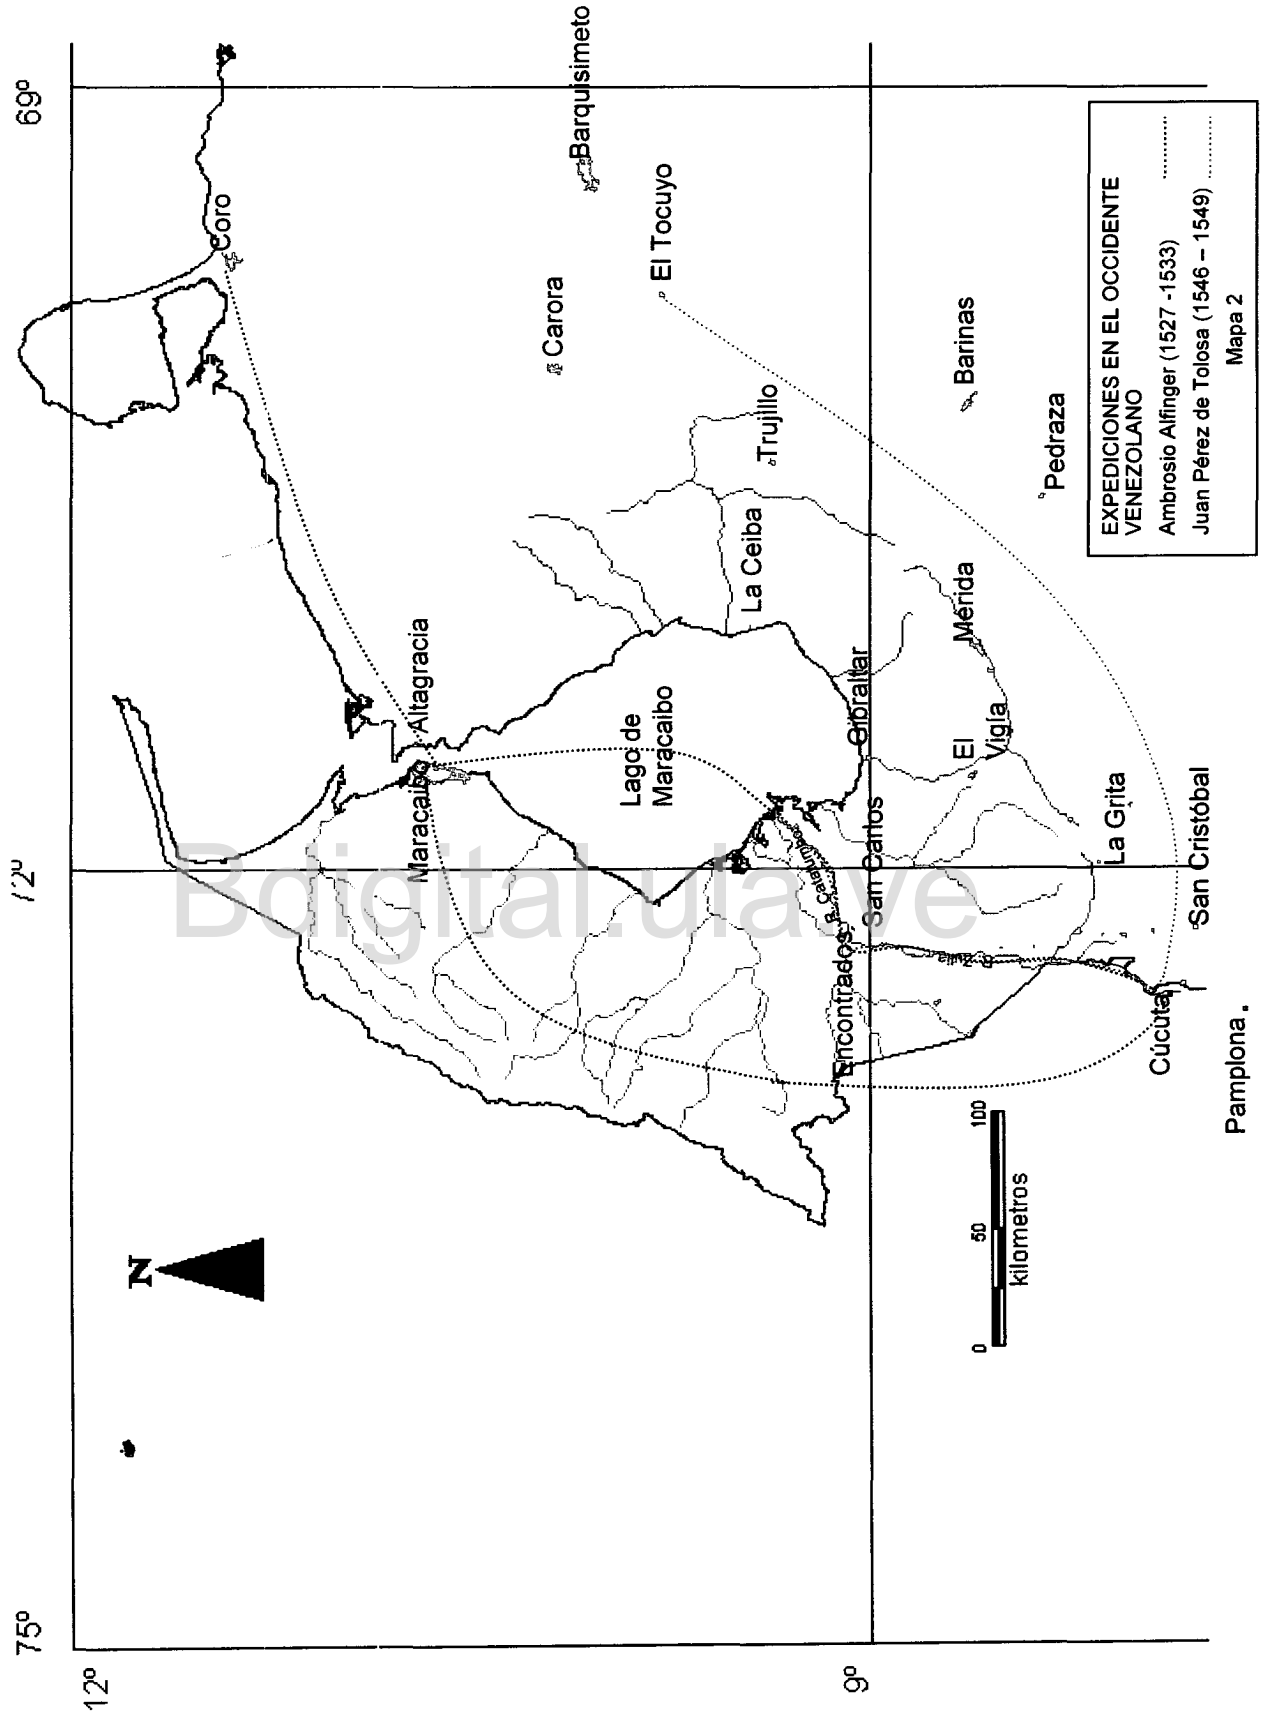 75º
72º
69º
12º
9º
N
Coro
Maracaibo
Altagracia
Barquisimeto
Carora
El Tocuyo
Lago de
Maracaibo
La Ceiba
Trujillo
R. Catatumbo
Encontrados
San Carlos
Gibraltar
El
Vigía
Mérida
Barinas
Pedraza
La Grita
San Cristóbal
Cúcuta
Pamplona
0 50 100
kilometros
EXPEDICIONES EN EL OCCIDENTE
VENEZOLANO
Ambrosio Alfinger (1527 -1533)
Juan Pérez de Tolosa (1546 – 1549)
Mapa 2
Bdigital.ula.ve